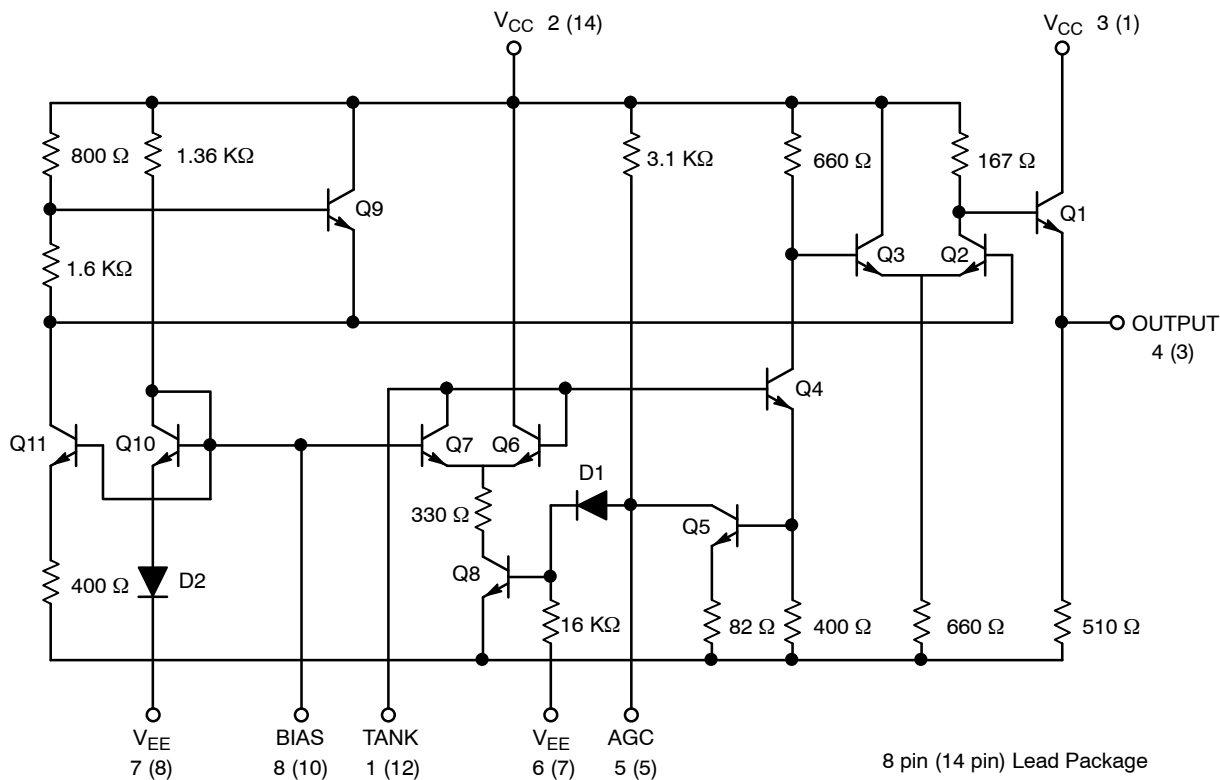 VCC 2 (14)
VCC 3 (1)
800 Ω
1.36 KΩ
3.1 KΩ
660 Ω
167 Ω
Q9
Q1
1.6 KΩ
Q3
Q2
OUTPUT
4 (3)
Q4
Q11
Q10
Q7
Q6
D1
330 Ω
Q5
Q8
400 Ω
D2
16 KΩ
82 Ω
400 Ω
660 Ω
510 Ω
VEE
7 (8)
BIAS
8 (10)
TANK
1 (12)
VEE
6 (7)
AGC
5 (5)
8 pin (14 pin) Lead Package